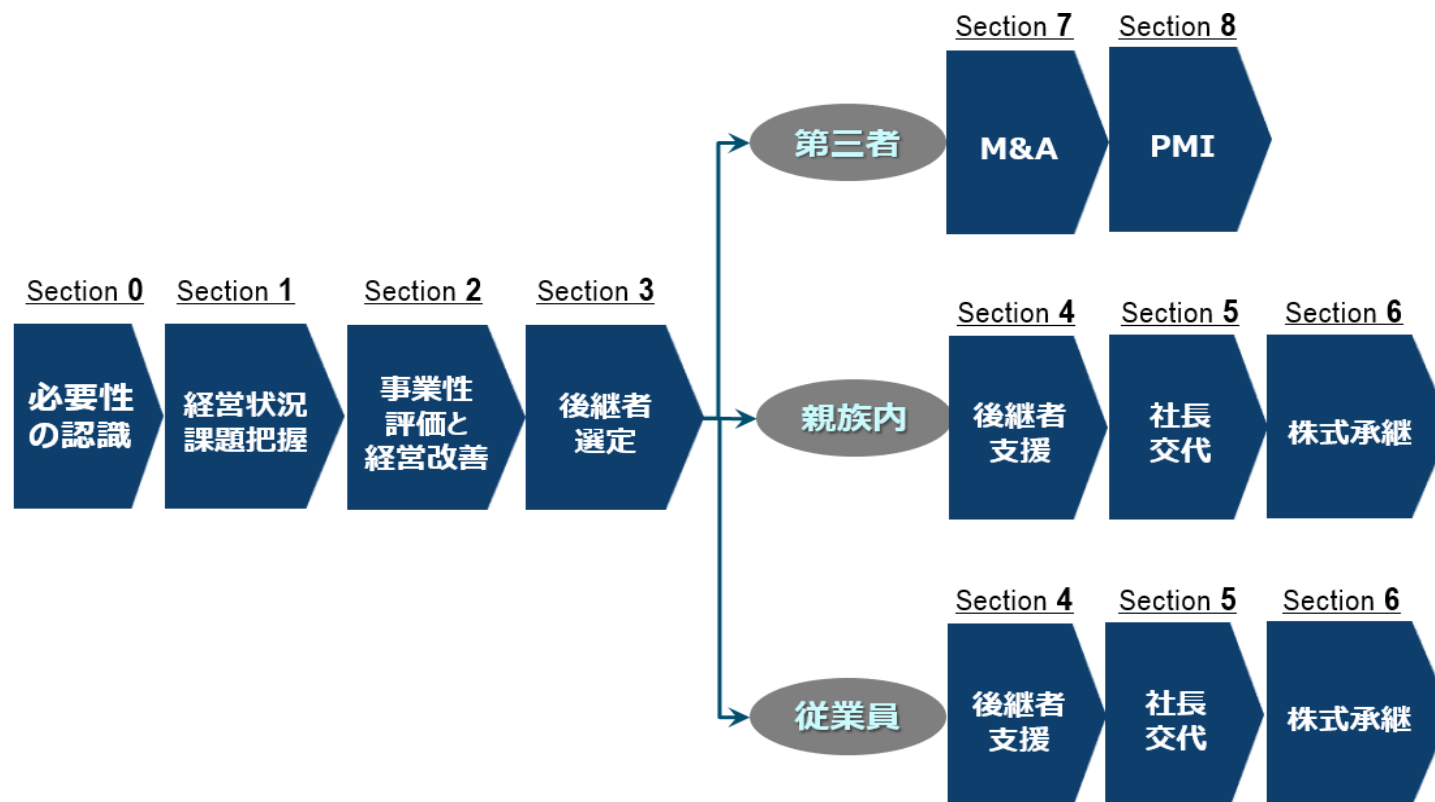 Section 7
Section 8
第三者
M&A
PMI
Section 0
Section 1
Section 2
Section 3
必要性
の認識
経営状況
課題把握
事業性
評価と
経営改善
後継者
選定
Section 4
Section 5
Section 6
親族内
後継者
支援
社長
交代
株式承継
Section 4
Section 5
Section 6
従業員
後継者
支援
社長
交代
株式承継